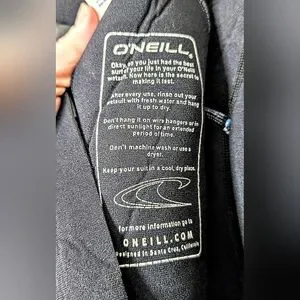 O'NEILL
Okay, so you just had the best
surf of your life in your O'Neill
wetsuit. Now here is the secret to
making it last.
After every use, rinse out your
wetsuit with fresh water and hang
it up to dry.
Don't hang it on wire hangers or in
direct sunlight for an extended
period of time.
Don't machine wash or use a
dryer.
Keep your suit in a cool, dry place.
For more information go to
ONEILL.COM
Designed in Santa Cruz, California